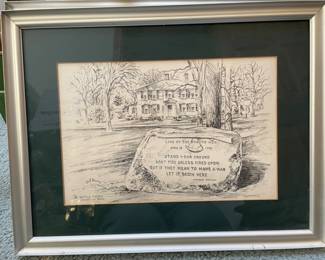 LINE OF THE MINUTE MEN
APRIL 19 1775
STAND YOUR GROUND
DON'T FIRE UNLESS FIRED UPON
BUT IF THEY MEAN TO HAVE A WAR
LET IT BEGIN HERE